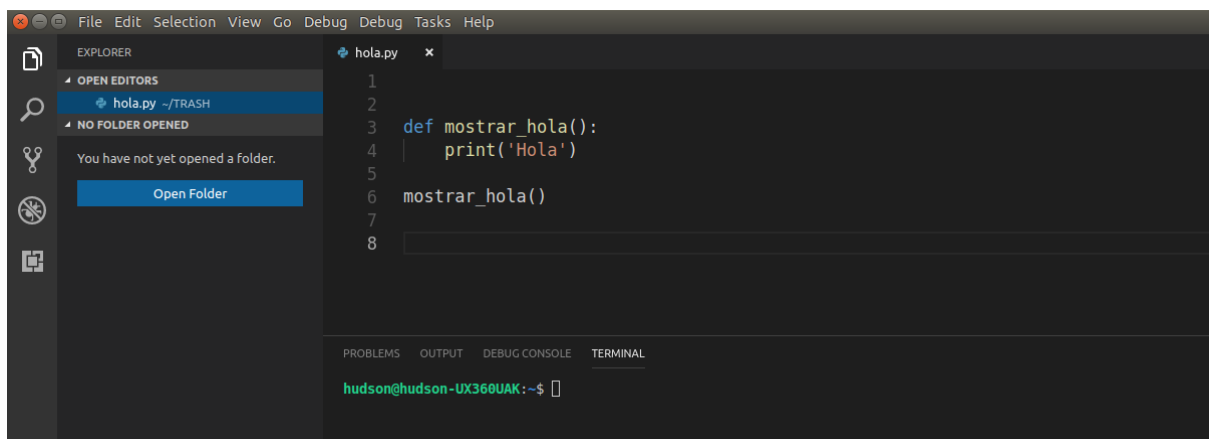 File Edit Selection View Go Debug Debug Tasks Help
EXPLORER
OPEN EDITORS
hola.py ~/TRASH
NO FOLDER OPENED
You have not yet opened a folder.
Open Folder
hola.py ×
1
2
3 def mostrar_hola():
4     print('Hola')
5
6 mostrar_hola()
7
8
PROBLEMS OUTPUT DEBUG CONSOLE TERMINAL
hudson@hudson-UX360UAK:~$